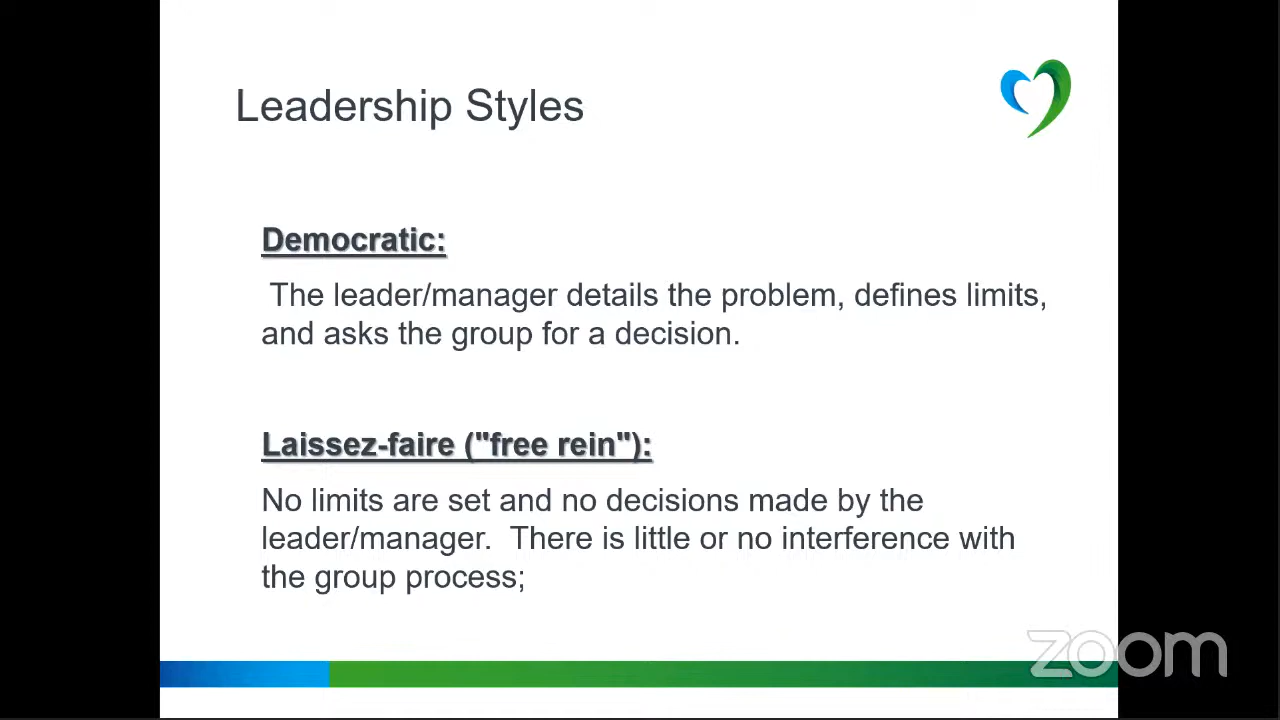 Leadership Styles
Democratic:
The leader/manager details the problem, defines limits,
and asks the group for a decision.
Laissez-faire ("free rein"):
No limits are set and no decisions made by the
leader/manager.  There is little or no interference with
the group process;
zoom